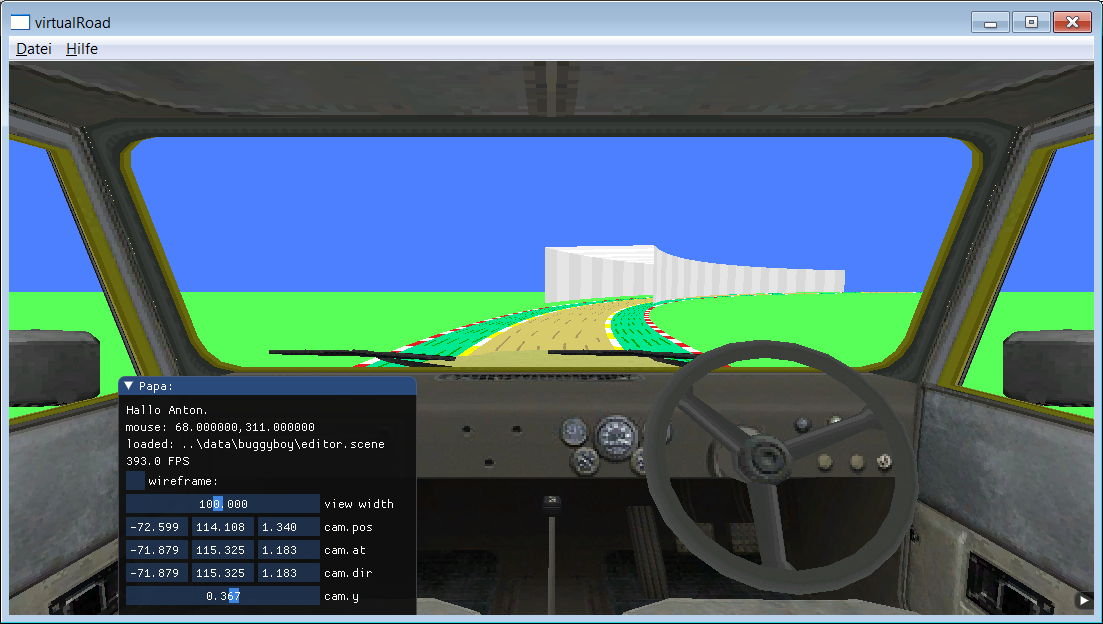 virtualRoad
Datei Hilfe
Papa:
Hallo Anton.
mouse: 68.000000,311.000000
loaded: ..\data\buggyboy\editor.scene
393.0 FPS
wireframe:
100.000 view width
-72.599 114.108 1.340 cam.pos
-71.879 115.325 1.183 cam.at
-71.879 115.325 1.183 cam.dir
0.367 cam.y